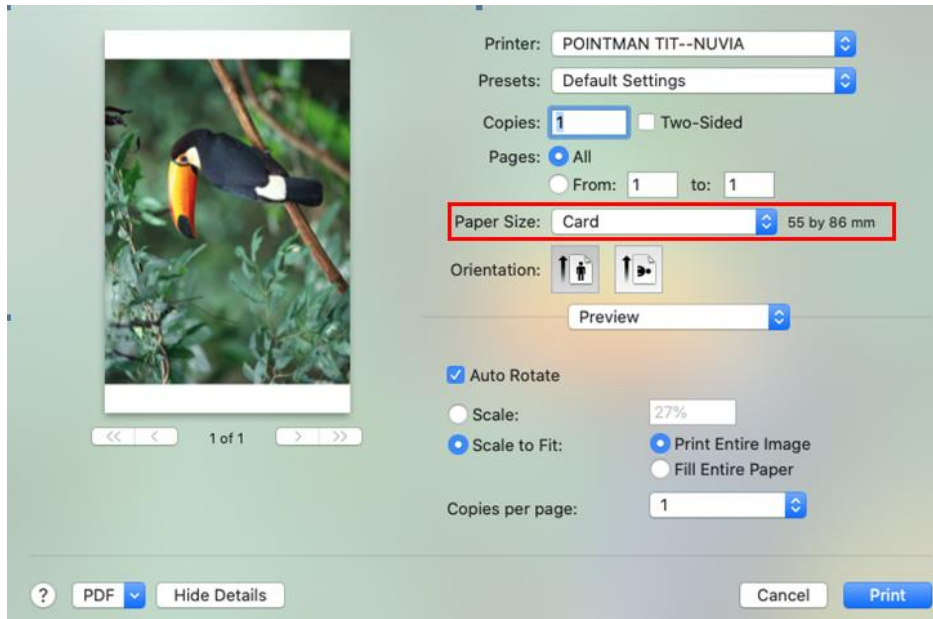 Printer: POINTMAN TIT--NUVIA
Presets: Default Settings
Copies: 1 Two-Sided
Pages: All
From: 1 to: 1
Paper Size: Card 55 by 86 mm
Orientation:
Preview
Auto Rotate
Scale: 27%
Scale to Fit: Print Entire Image
Fill Entire Paper
Copies per page: 1
<< < 1 of 1 > >>
? PDF Hide Details Cancel Print